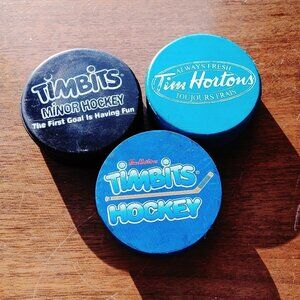 TIMBITS
MINOR HOCKEY
The First Goal Is Having Fun
ALWAYS FRESH
Tim Hortons
TOUJOURS FRAIS
Tim Hortons
TIMBITS
HOCKEY